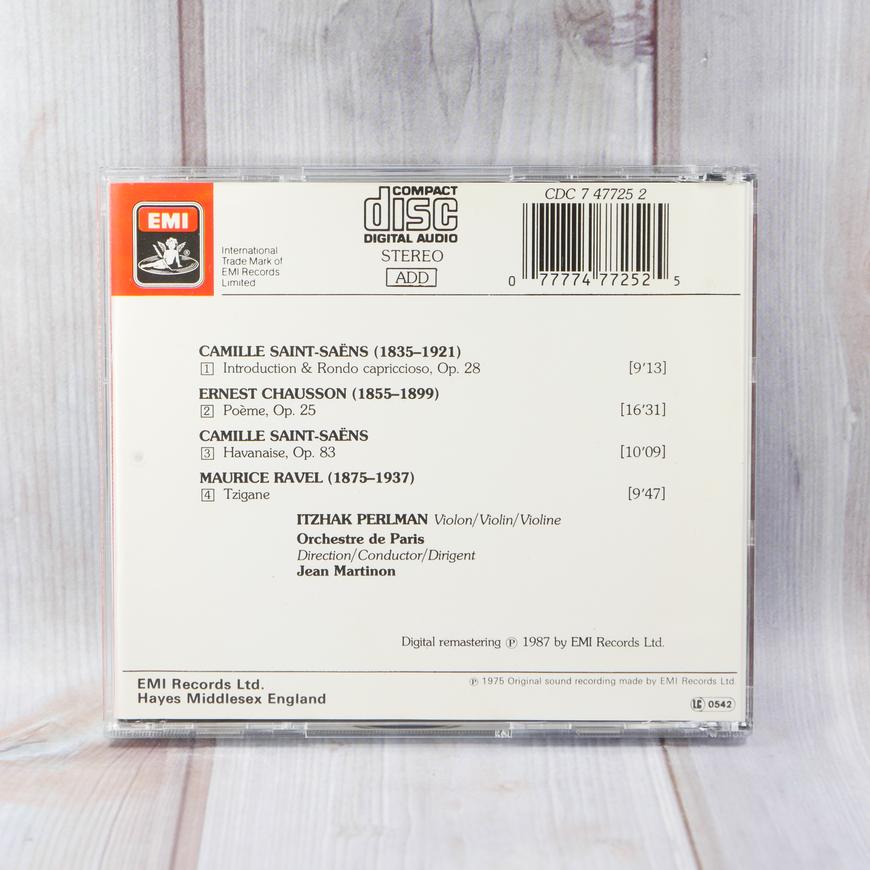 EMI
International
Trade Mark of
EMI Records
Limited
COMPACT
disc
DIGITAL AUDIO
STEREO
ADD
CDC 7 47725 2
0 77774 77252 5
CAMILLE SAINT-SAËNS (1835–1921)
1 Introduction & Rondo capriccioso, Op. 28 [9'13]
ERNEST CHAUSSON (1855–1899)
2 Poème, Op. 25 [16'31]
CAMILLE SAINT-SAËNS
3 Havanaise, Op. 83 [10'09]
MAURICE RAVEL (1875–1937)
4 Tzigane [9'47]
ITZHAK PERLMAN Violon/Violin/Violine
Orchestre de Paris
Direction/Conductor/Dirigent
Jean Martinon
Digital remastering ℗ 1987 by EMI Records Ltd.
EMI Records Ltd.
Hayes Middlesex England
℗ 1975 Original sound recording made by EMI Records Ltd.
LC 0542